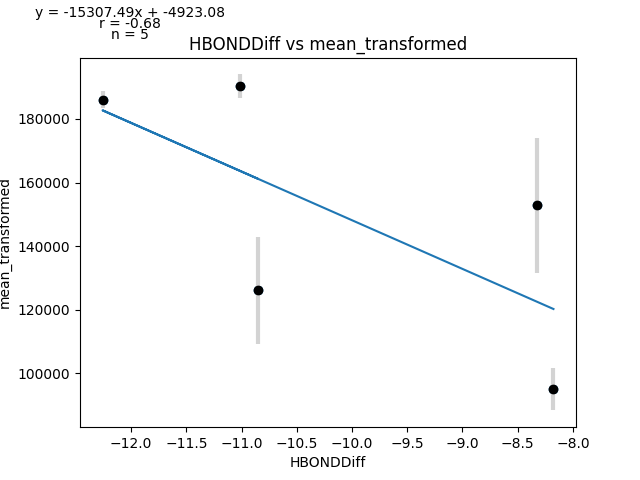 y = -15307.49x + -4923.08
r = -0.68
n = 5
HBONDDiff vs mean_transformed
180000
160000
140000
120000
100000
mean_transformed
−12.0 −11.5 −11.0 −10.5 −10.0 −9.5 −9.0 −8.5 −8.0
HBONDDiff